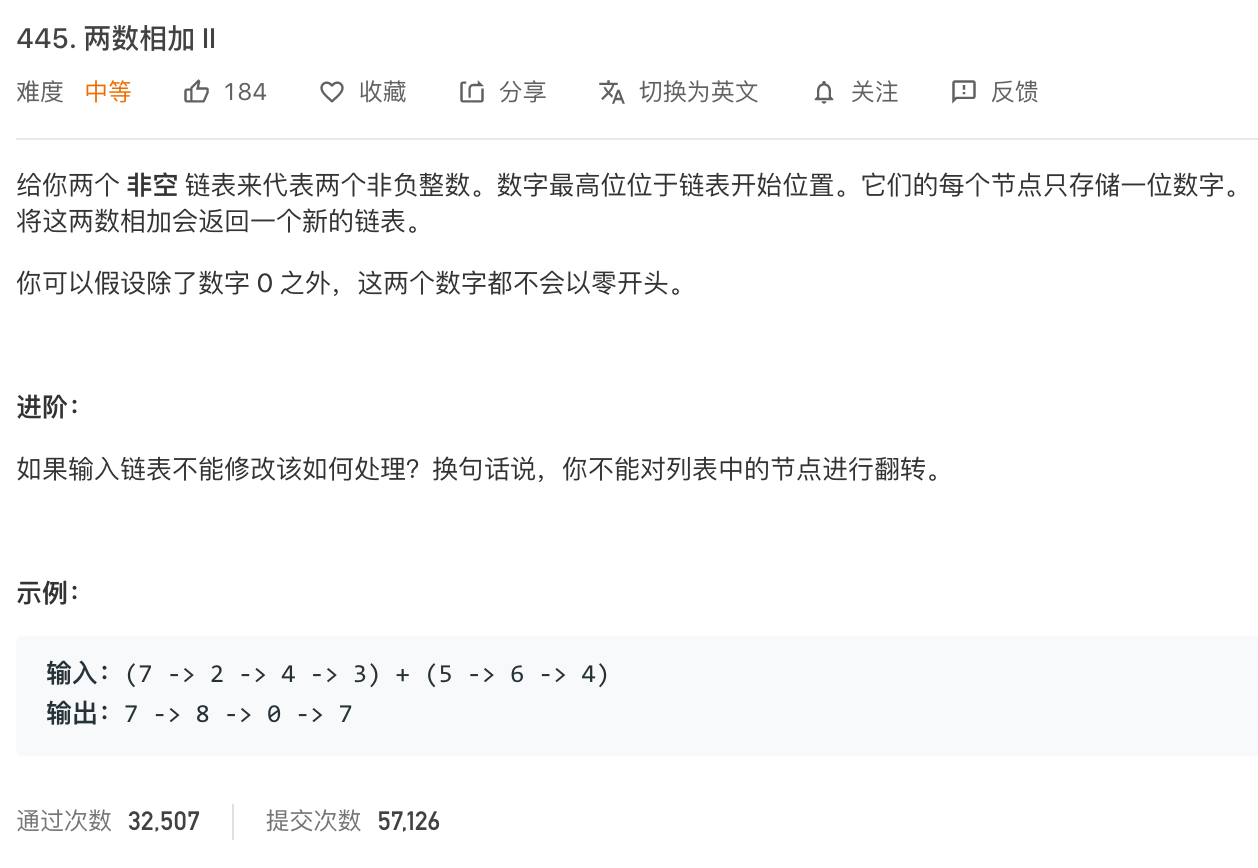 445. 两数相加 II
难度 中等 184 收藏 分享 切换为英文 关注 反馈
给你两个 非空 链表来代表两个非负整数。数字最高位位于链表开始位置。它们的每个节点只存储一位数字。
将这两数相加会返回一个新的链表。
你可以假设除了数字 0 之外，这两个数字都不会以零开头。
进阶：
如果输入链表不能修改该如何处理？换句话说，你不能对列表中的节点进行翻转。
示例：
输入：(7 -> 2 -> 4 -> 3) + (5 -> 6 -> 4)
输出：7 -> 8 -> 0 -> 7
通过次数 32,507 提交次数 57,126